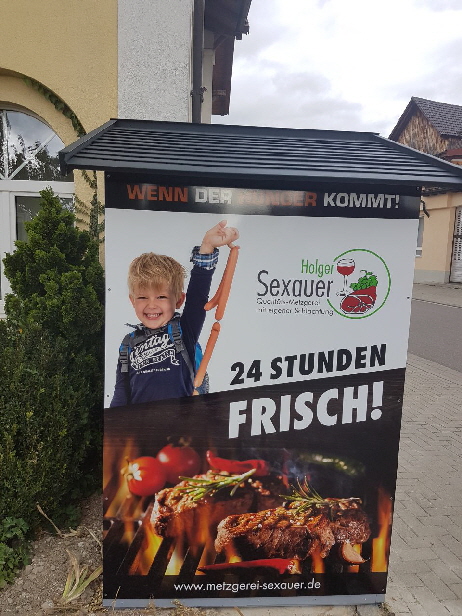 WENN DER HUNGER KOMMT!
Holger
Sexauer
Qualitäts-Metzgerei
mit eigener Schlachtung
24 STUNDEN
FRISCH!
www.metzgerei-sexauer.de